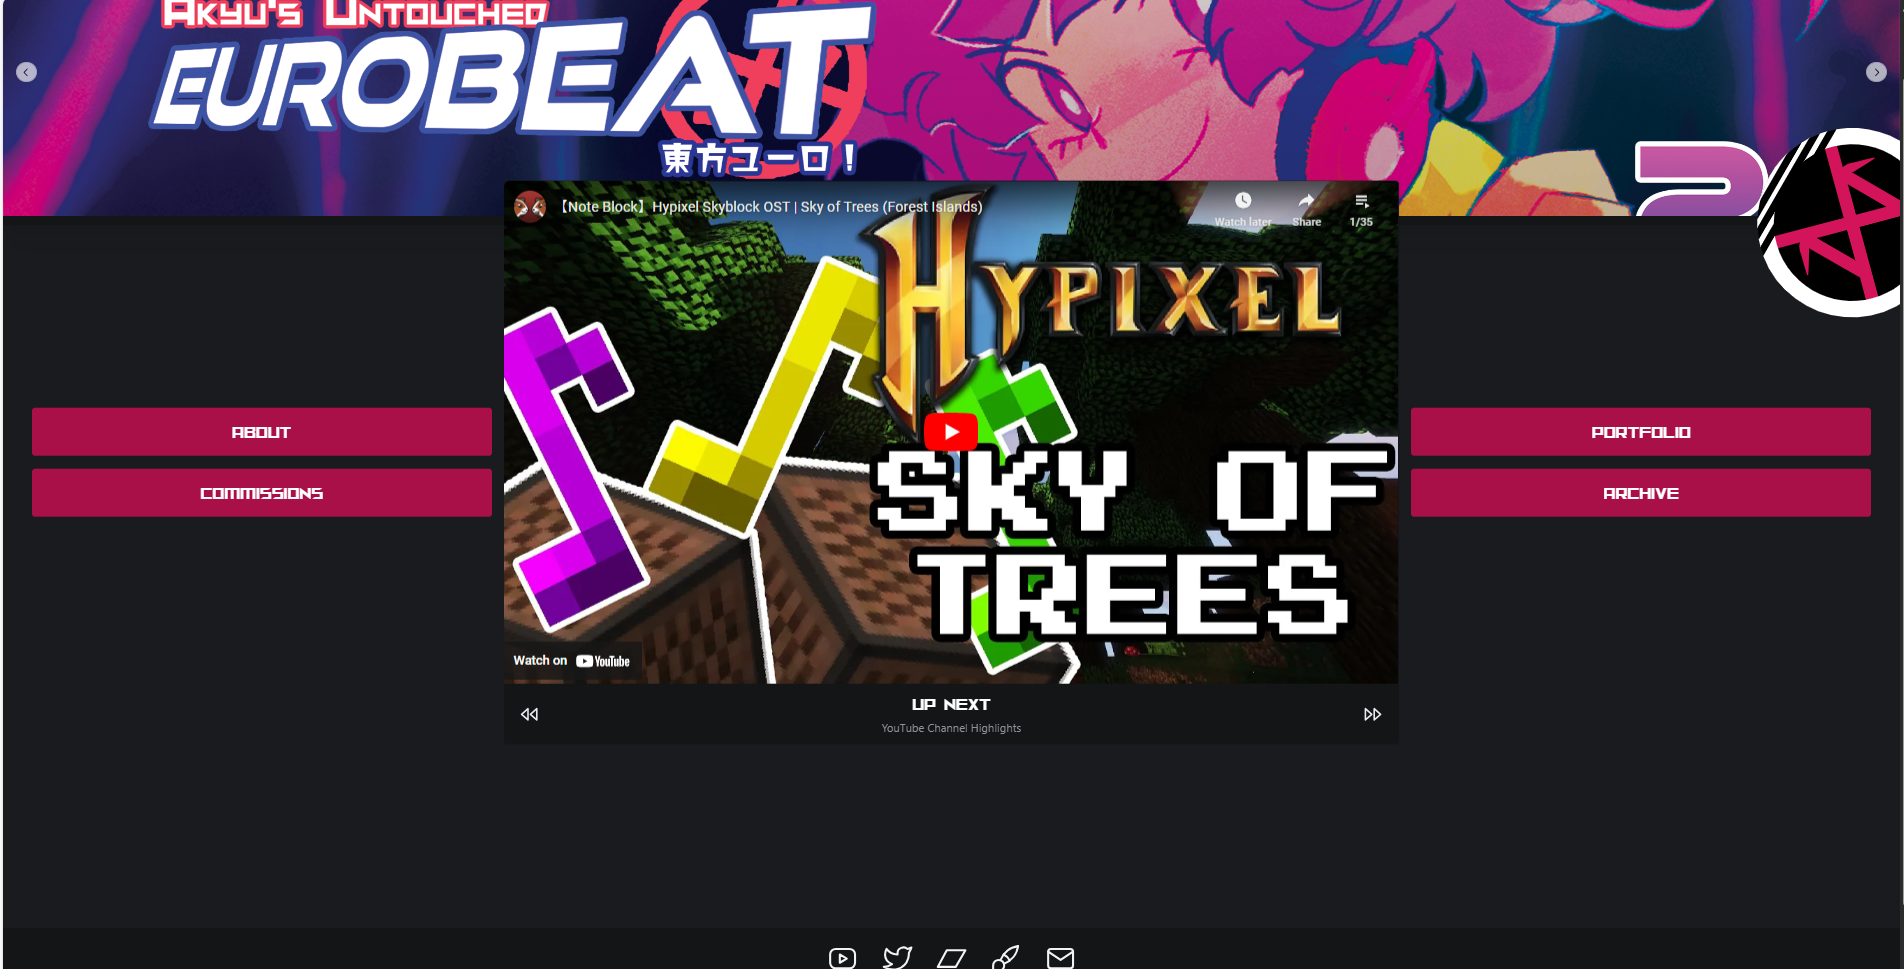 Akyu's Untouched
EUROBEAT
東方ユーロ！
【Note Block】Hypixel Skyblock OST | Sky of Trees (Forest Islands)
Watch later
Share
1/35
HYPIXEL
SKY OF
TREES
Watch on YouTube
ABOUT
COMMISSIONS
PORTFOLIO
ARCHIVE
UP NEXT
YouTube Channel Highlights